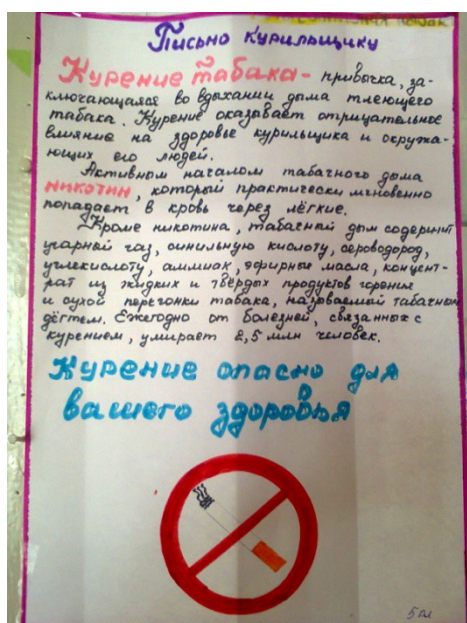 Письмо курильщику
Курение табака - привычка, за-
ключающаяся во вдыхании дыма тлеющего
табака. Курение оказывает отрицательное
влияние на здоровье курильщика и окружа-
ющих его людей.
Активном началом табачного дыма
никотин, который практически мгновенно
попадает в кровь через лёгкие.
Кроме никотина, табачный дым содержит
угарный газ, синильную кислоту, сероводород,
углекислоту, аммиак, эфирные масла, концент-
рат из жидких и твёрдых продуктов горения
и сухой перегонки табака, называемый табачным
дёгтем. Ежегодно от болезней, связанных с
курением, умирает 2,5 млн человек.
Курение опасно для
вашего здоровья